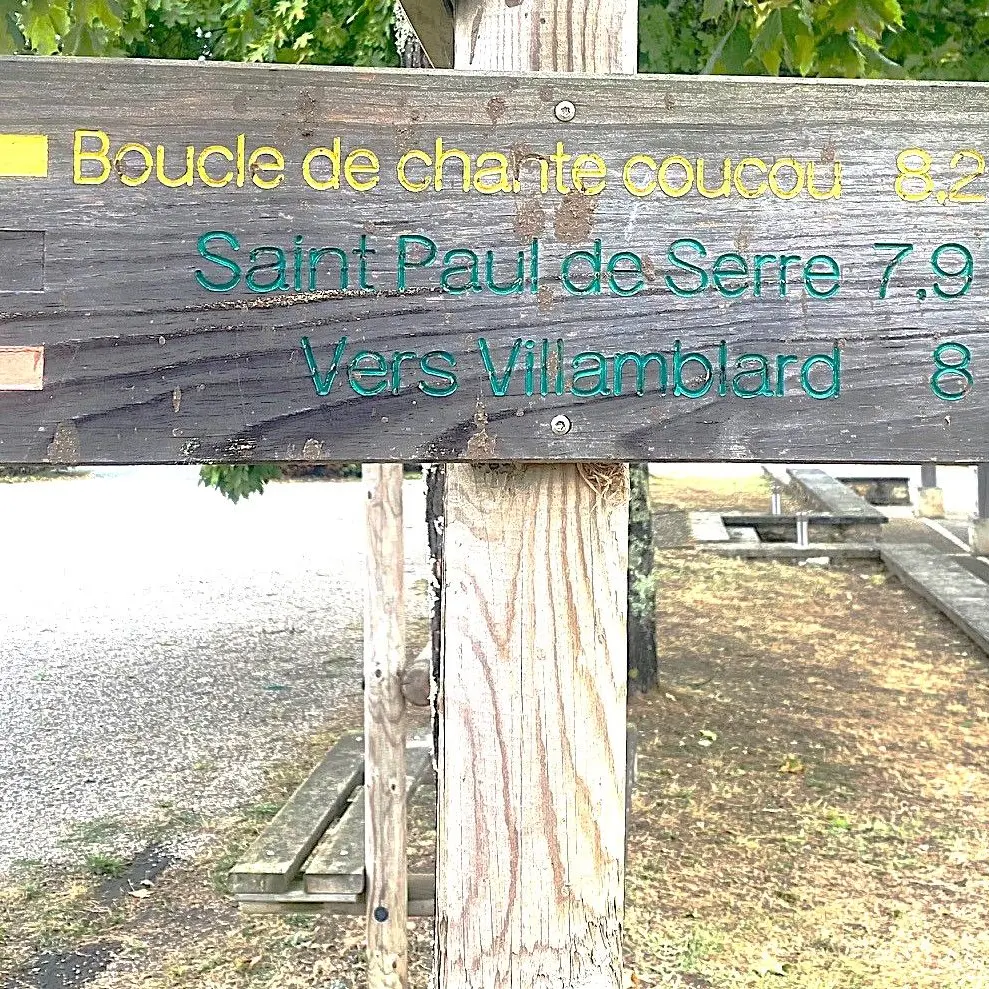 Boucle de chante coucou 8,2
Saint Paul de Serre 7,9
Vers Villamblard 8